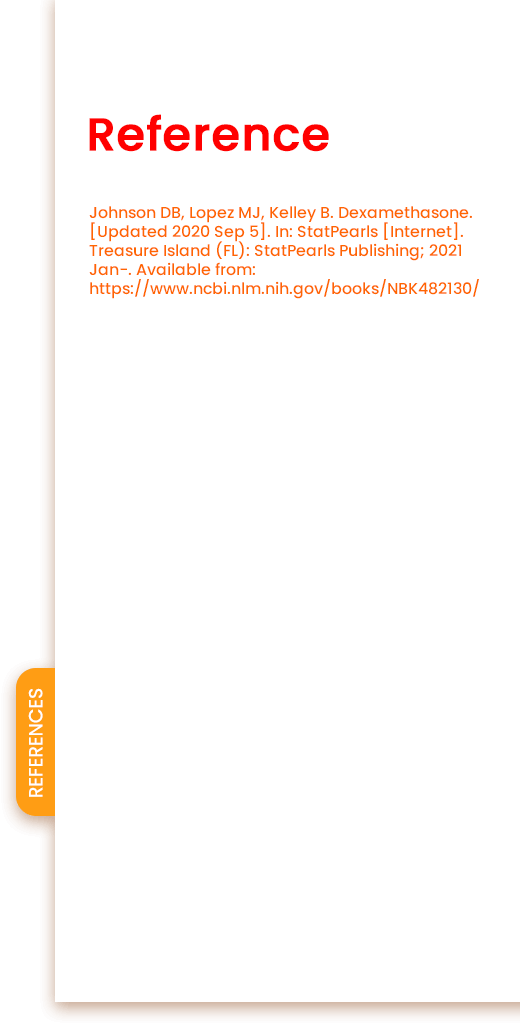 Reference
Johnson DB, Lopez MJ, Kelley B. Dexamethasone.
[Updated 2020 Sep 5]. In: StatPearls [Internet].
Treasure Island (FL): StatPearls Publishing; 2021
Jan-. Available from:
https://www.ncbi.nlm.nih.gov/books/NBK482130/
REFERENCES